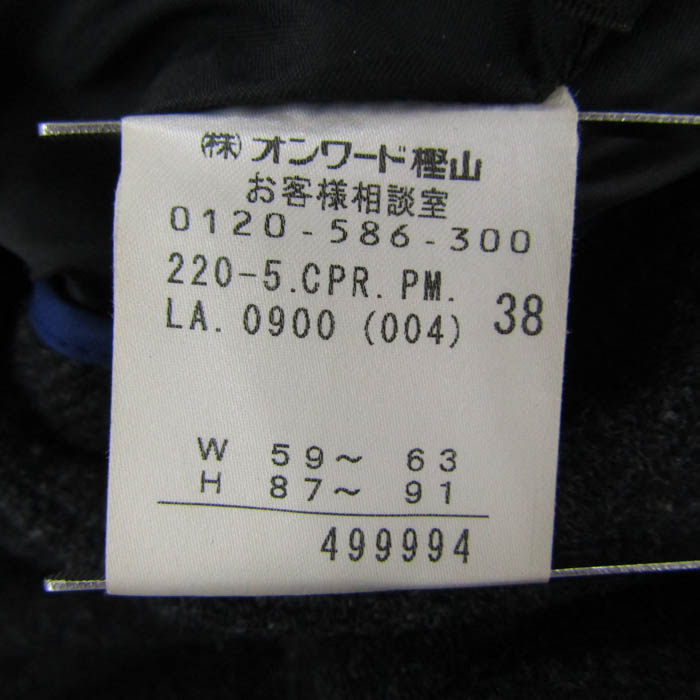 (株)オンワード樫山
お客様相談室
0120-586-300
220-5.CPR.PM.
LA.0900 (004) 38
W 59～ 63
H 87～ 91
499994